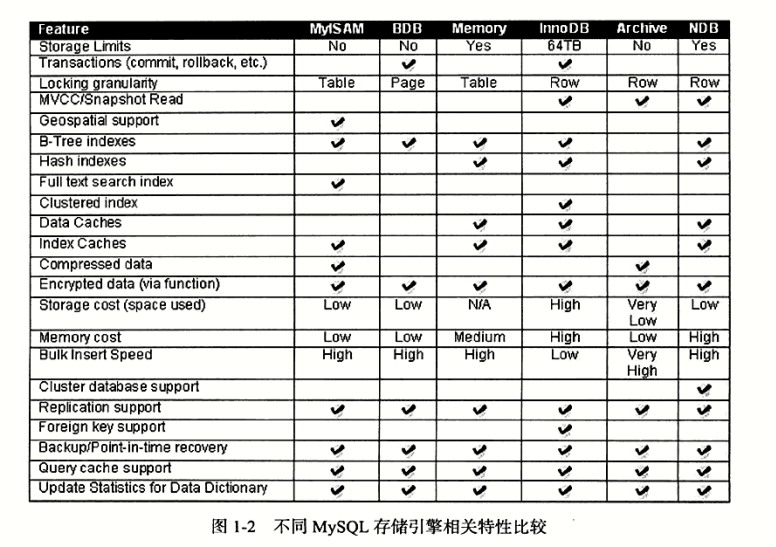 Feature MyISAM BDB Memory InnoDB Archive NDB
Storage Limits No No Yes 64TB No Yes
Transactions (commit, rollback, etc.) ✔ ✔
Locking granularity Table Page Table Row Row Row
MVCC/Snapshot Read ✔ ✔ ✔
Geospatial support ✔
B-Tree indexes ✔ ✔ ✔ ✔ ✔
Hash indexes ✔ ✔ ✔
Full text search index ✔
Clustered index ✔
Data Caches ✔ ✔ ✔
Index Caches ✔ ✔ ✔ ✔
Compressed data ✔ ✔
Encrypted data (via function) ✔ ✔ ✔ ✔ ✔ ✔
Storage cost (space used) Low Low N/A High Very Low
Low
Memory cost Low Low Medium High Low High
Bulk Insert Speed High High High Low Very High
High
Cluster database support ✔
Replication support ✔ ✔ ✔ ✔ ✔ ✔
Foreign key support ✔
Backup/Point-in-time recovery ✔ ✔ ✔ ✔ ✔ ✔
Query cache support ✔ ✔ ✔ ✔ ✔ ✔
Update Statistics for Data Dictionary ✔ ✔ ✔ ✔ ✔ ✔
图 1-2 不同 MySQL 存储引擎相关特性比较